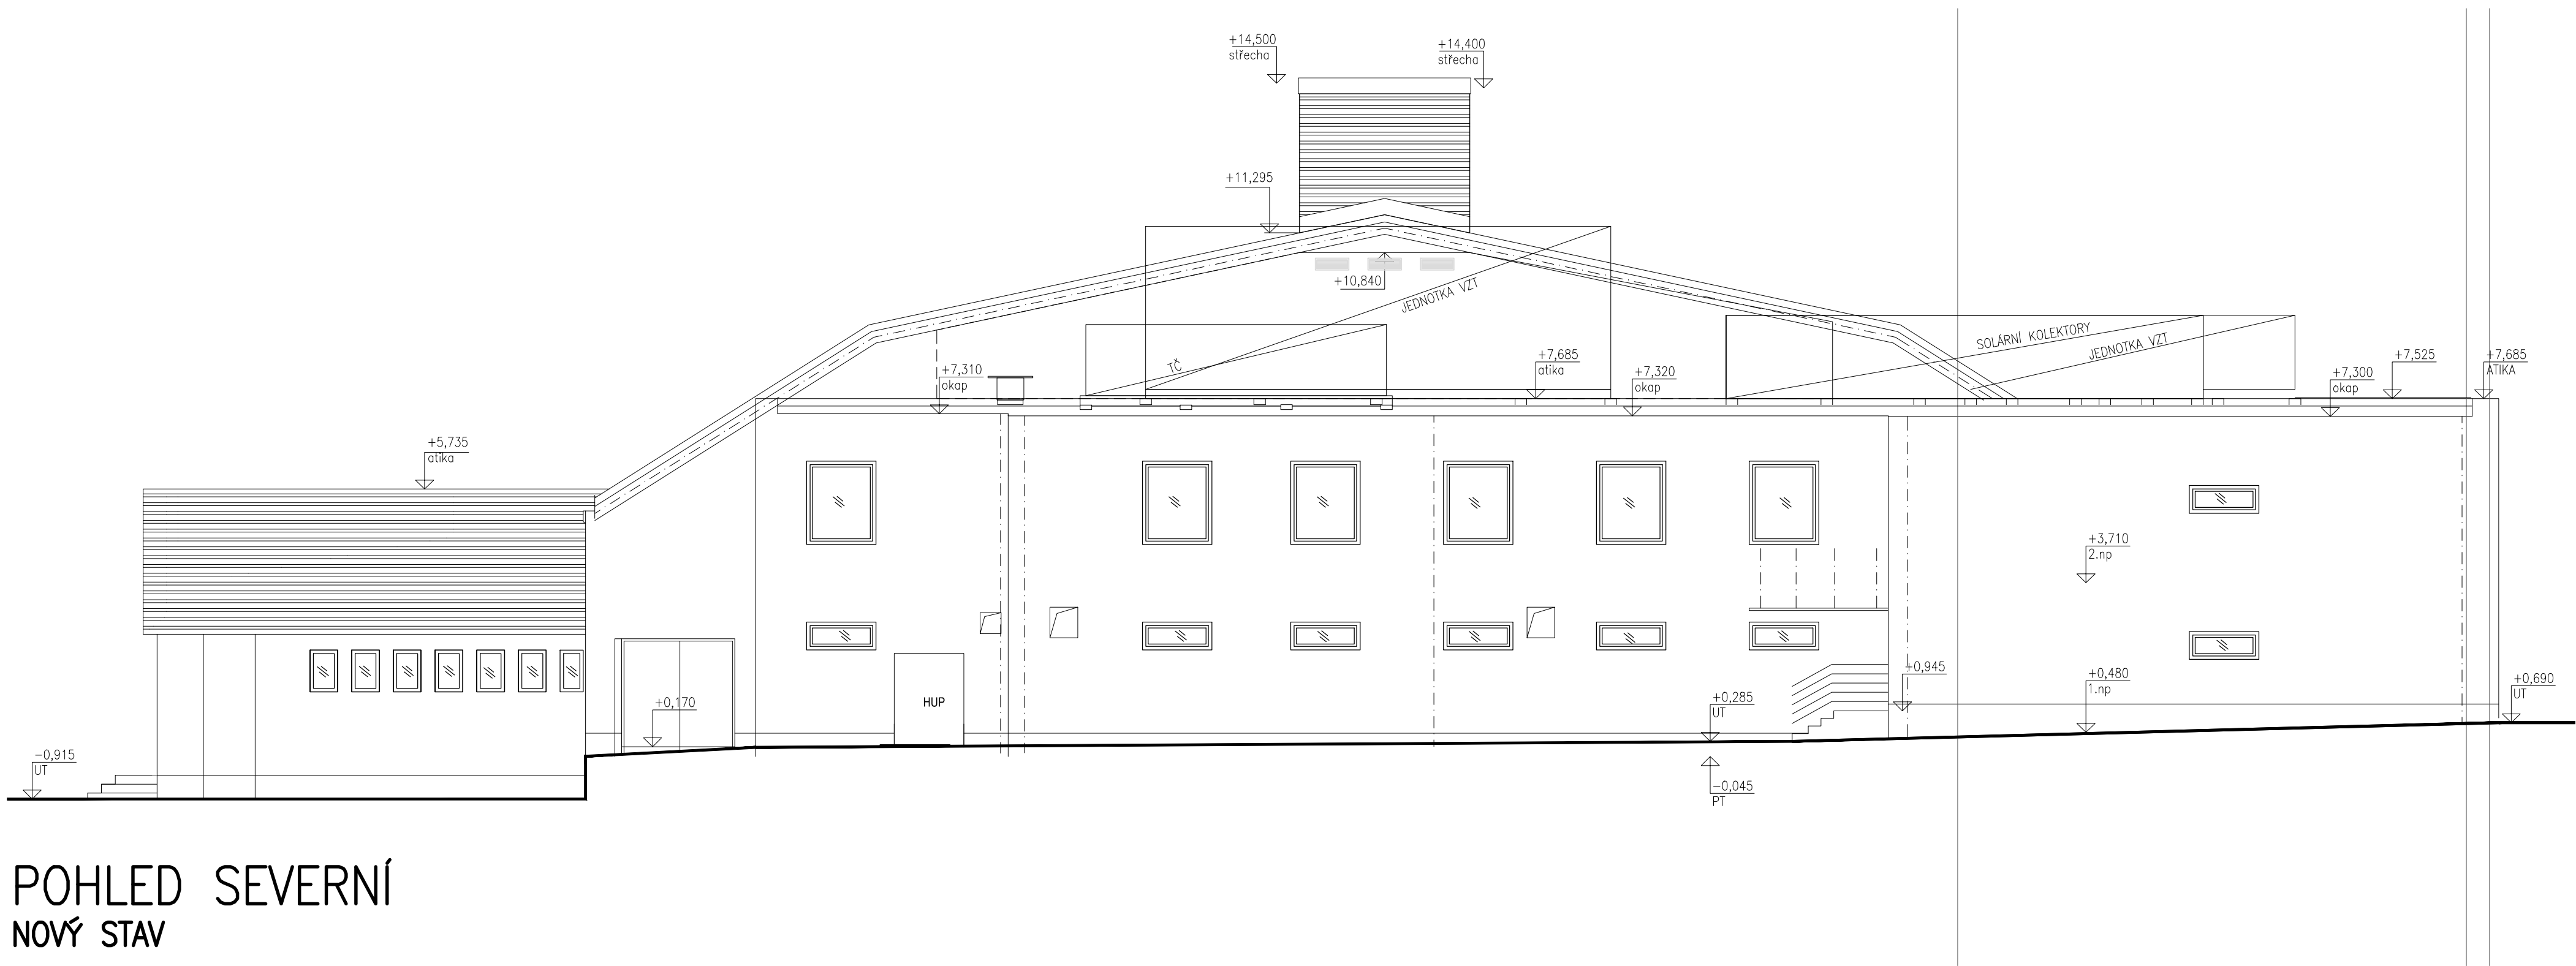 +14,500
střecha
+14,400
střecha
+11,295
+10,840
JEDNOTKA VZT
TČ
SOLÁRNÍ KOLEKTORY
JEDNOTKA VZT
+7,310
okap
+7,685
atika
+7,320
okap
+7,300
okap
+7,525
+7,685
ATIKA
+5,735
atika
+3,710
2.np
+0,945
+0,480
1.np
+0,690
UT
+0,170
HUP
+0,285
UT
-0,045
PT
-0,915
UT
POHLED SEVERNÍ
NOVÝ STAV